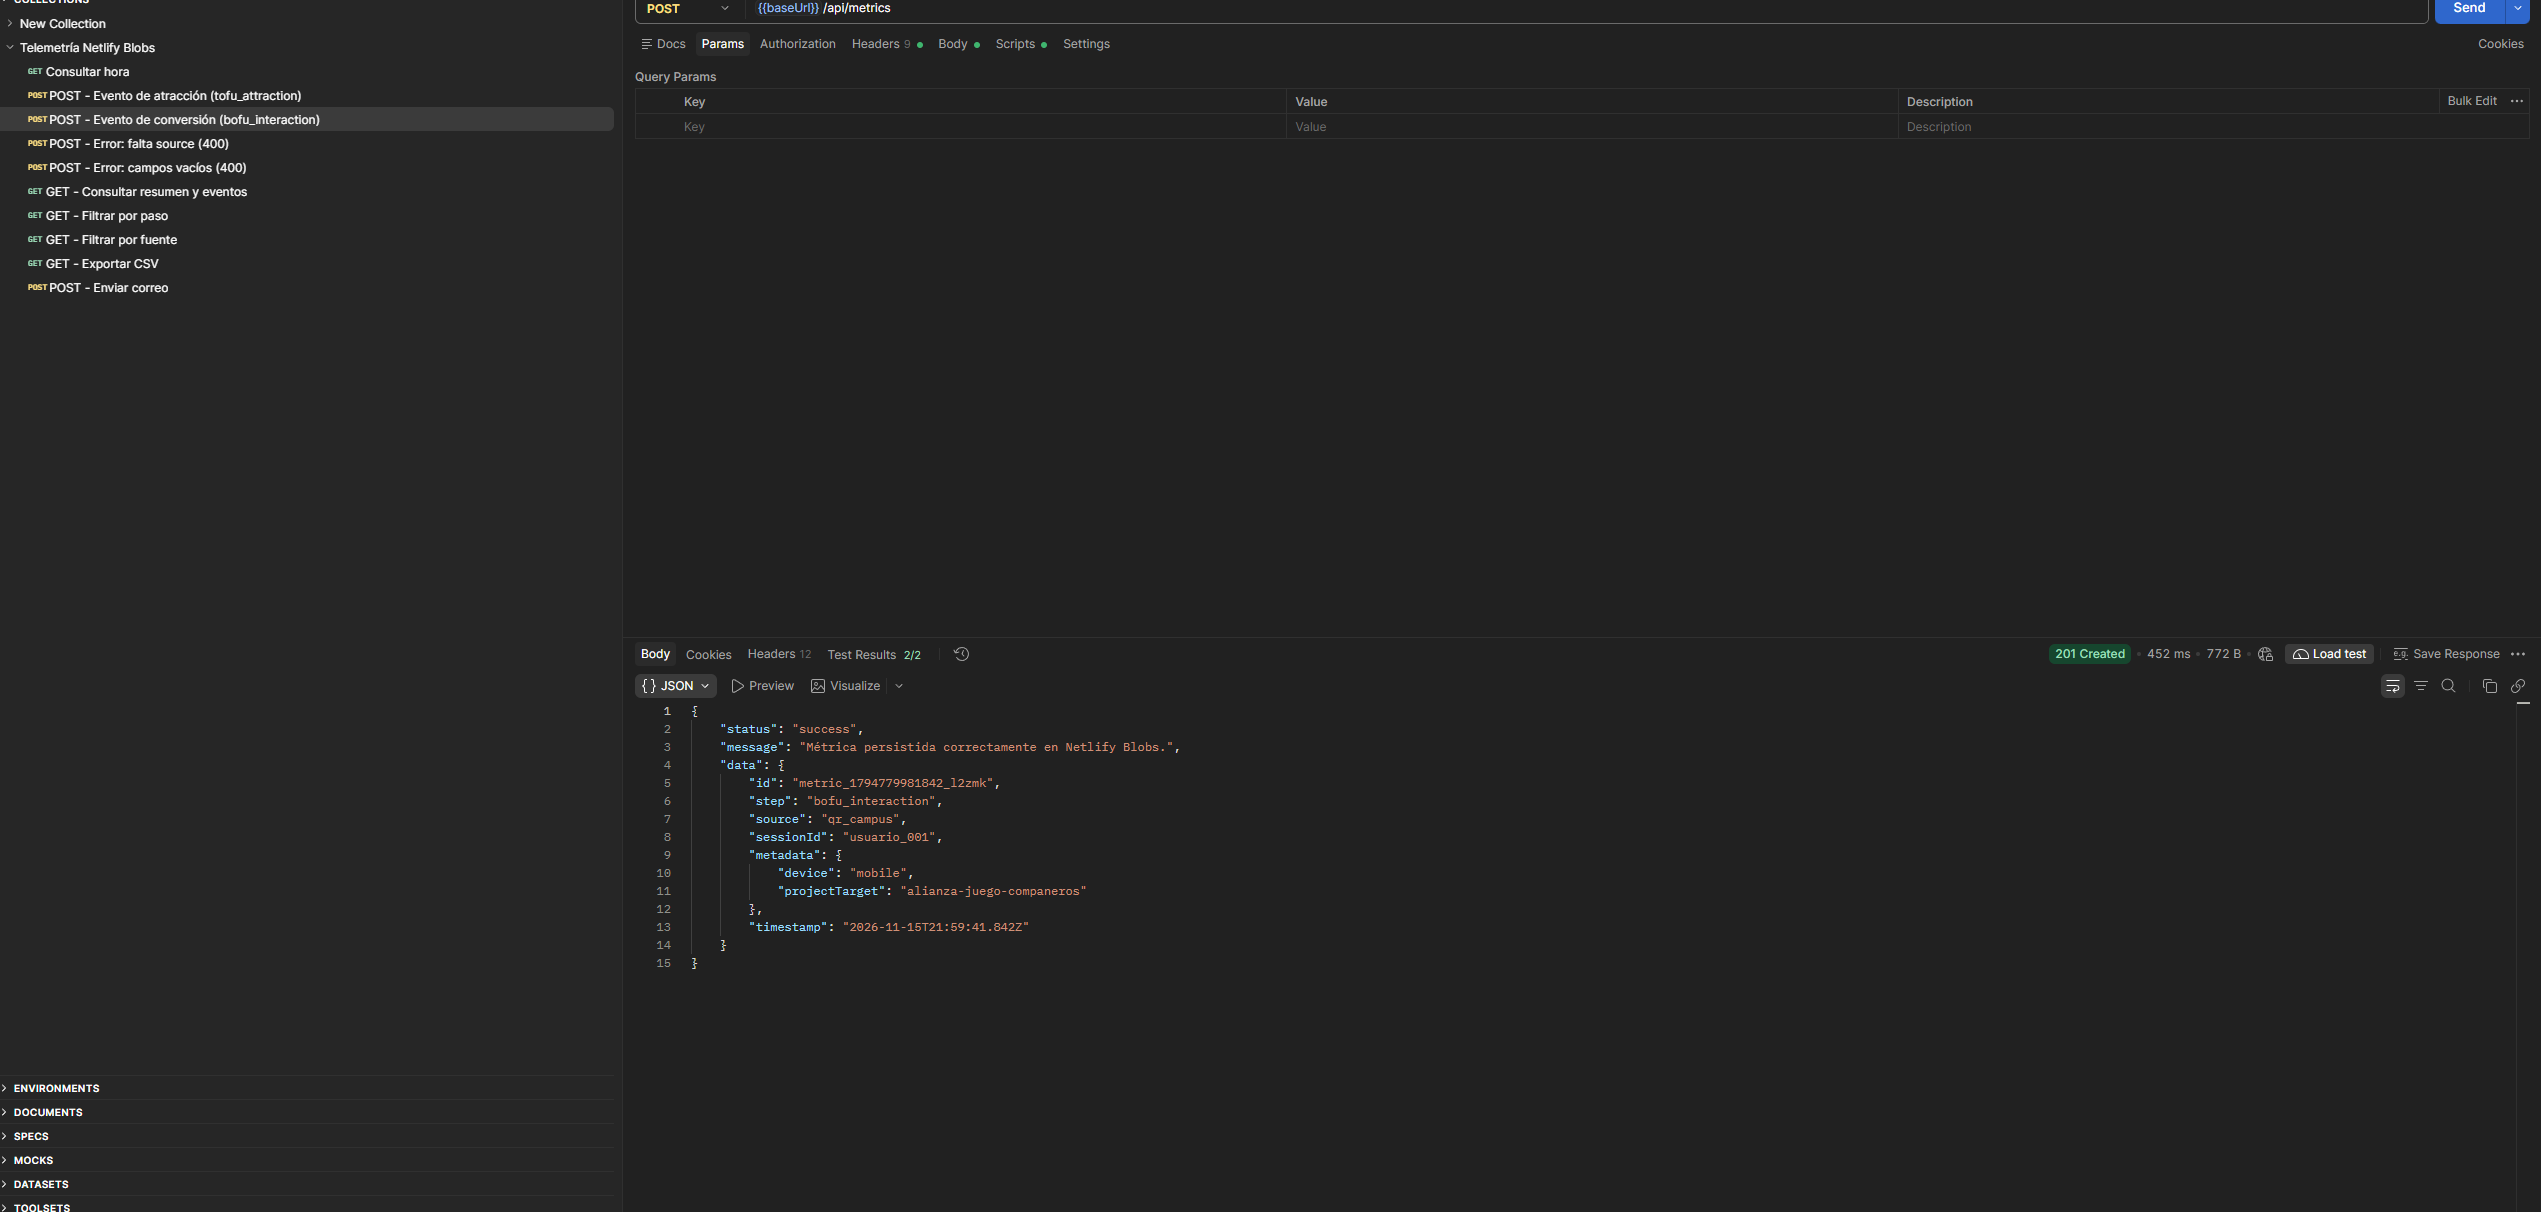 COLLECTIONS
New Collection
Telemetría Netlify Blobs
GET Consultar hora
POST POST - Evento de atracción (tofu_attraction)
POST POST - Evento de conversión (bofu_interaction)
POST POST - Error: falta source (400)
POST POST - Error: campos vacíos (400)
GET GET - Consultar resumen y eventos
GET GET - Filtrar por paso
GET GET - Filtrar por fuente
GET GET - Exportar CSV
POST POST - Enviar correo
ENVIRONMENTS
DOCUMENTS
SPECS
MOCKS
DATASETS
TOOLSETS
POST {{baseUrl}} /api/metrics Send
Docs Params Authorization Headers 9 Body Scripts Settings Cookies
Query Params
Key Value Description Bulk Edit
Key Value Description
Body Cookies Headers 12 Test Results 2/2 201 Created 452 ms 772 B Load test e.g. Save Response
{} JSON Preview Visualize
1 {
2 "status": "success",
3 "message": "Métrica persistida correctamente en Netlify Blobs.",
4 "data": {
5 "id": "metric_1794779981842_l2zmk",
6 "step": "bofu_interaction",
7 "source": "qr_campus",
8 "sessionId": "usuario_001",
9 "metadata": {
10 "device": "mobile",
11 "projectTarget": "alianza-juego-companeros"
12 },
13 "timestamp": "2026-11-15T21:59:41.842Z"
14 }
15 }